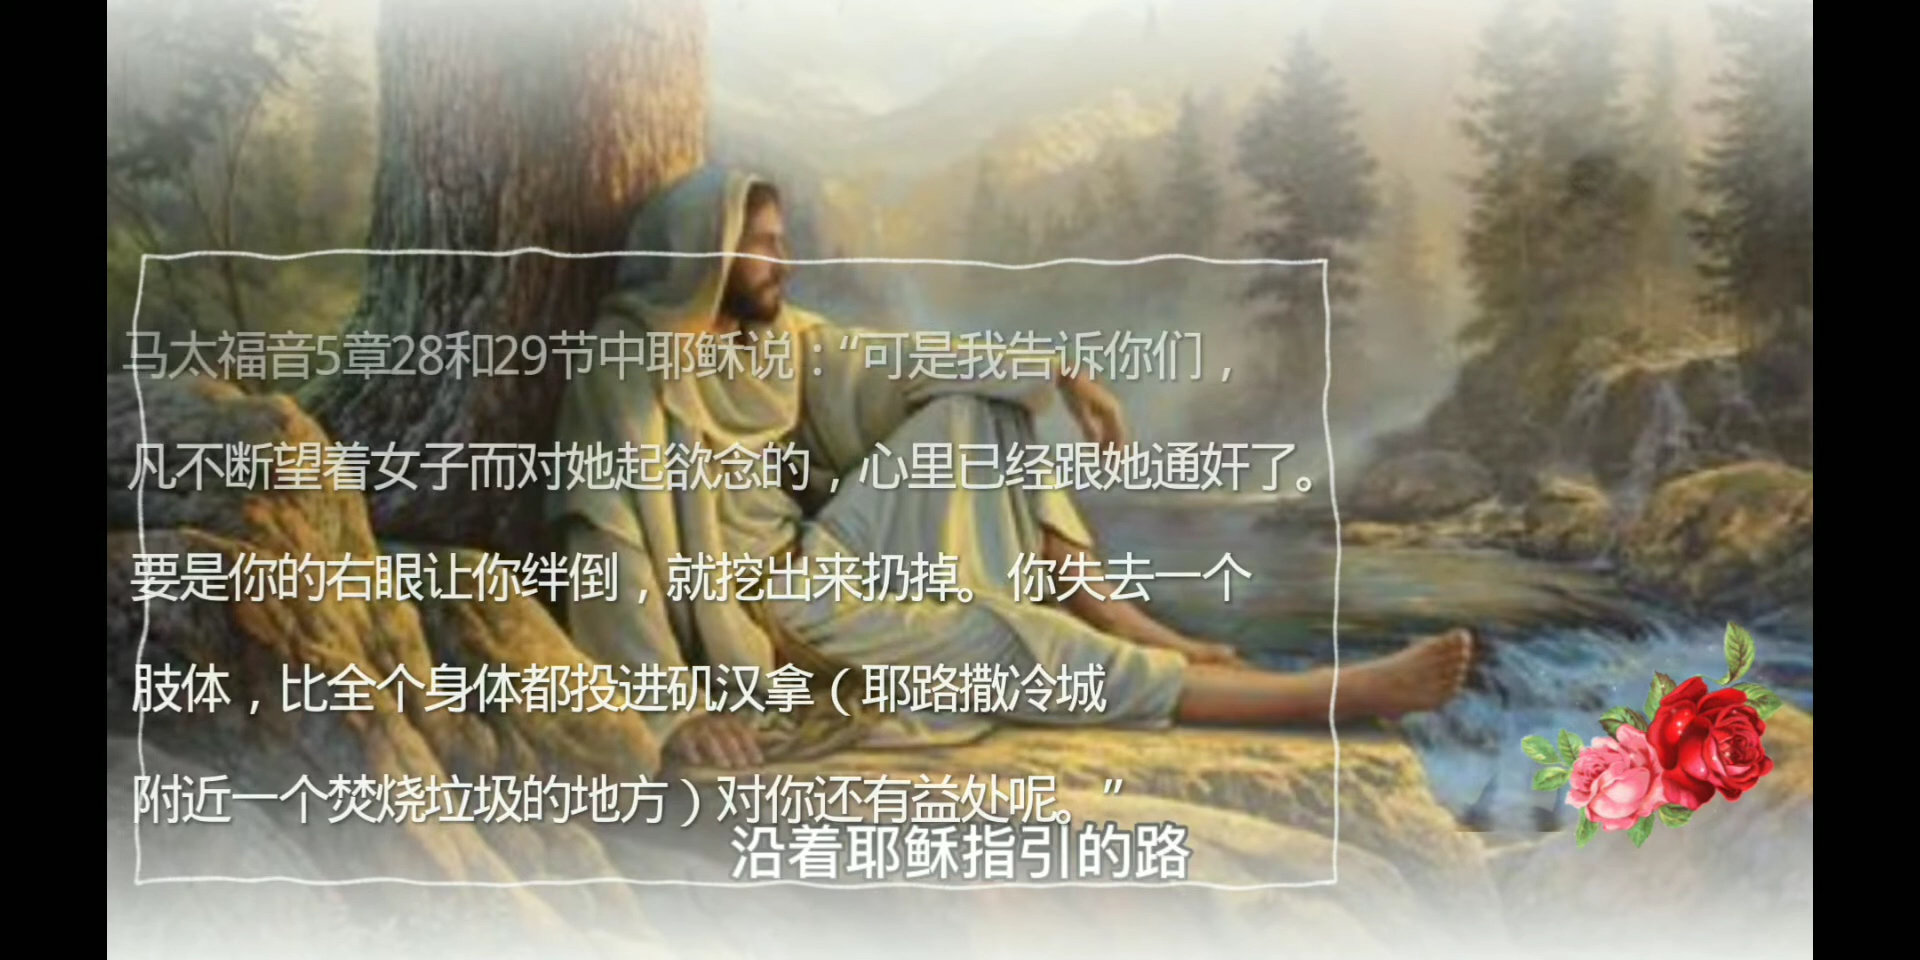 马太福音5章28和29节中耶稣说：“可是我告诉你们，
凡不断望着女子而对她起欲念的，心里已经跟她通奸了。
要是你的右眼让你绊倒，就挖出来扔掉。你失去一个
肢体，比全个身体都投进矶汉拿（耶路撒冷城
附近一个焚烧垃圾的地方）对你还有益处呢。”
沿着耶稣指引的路